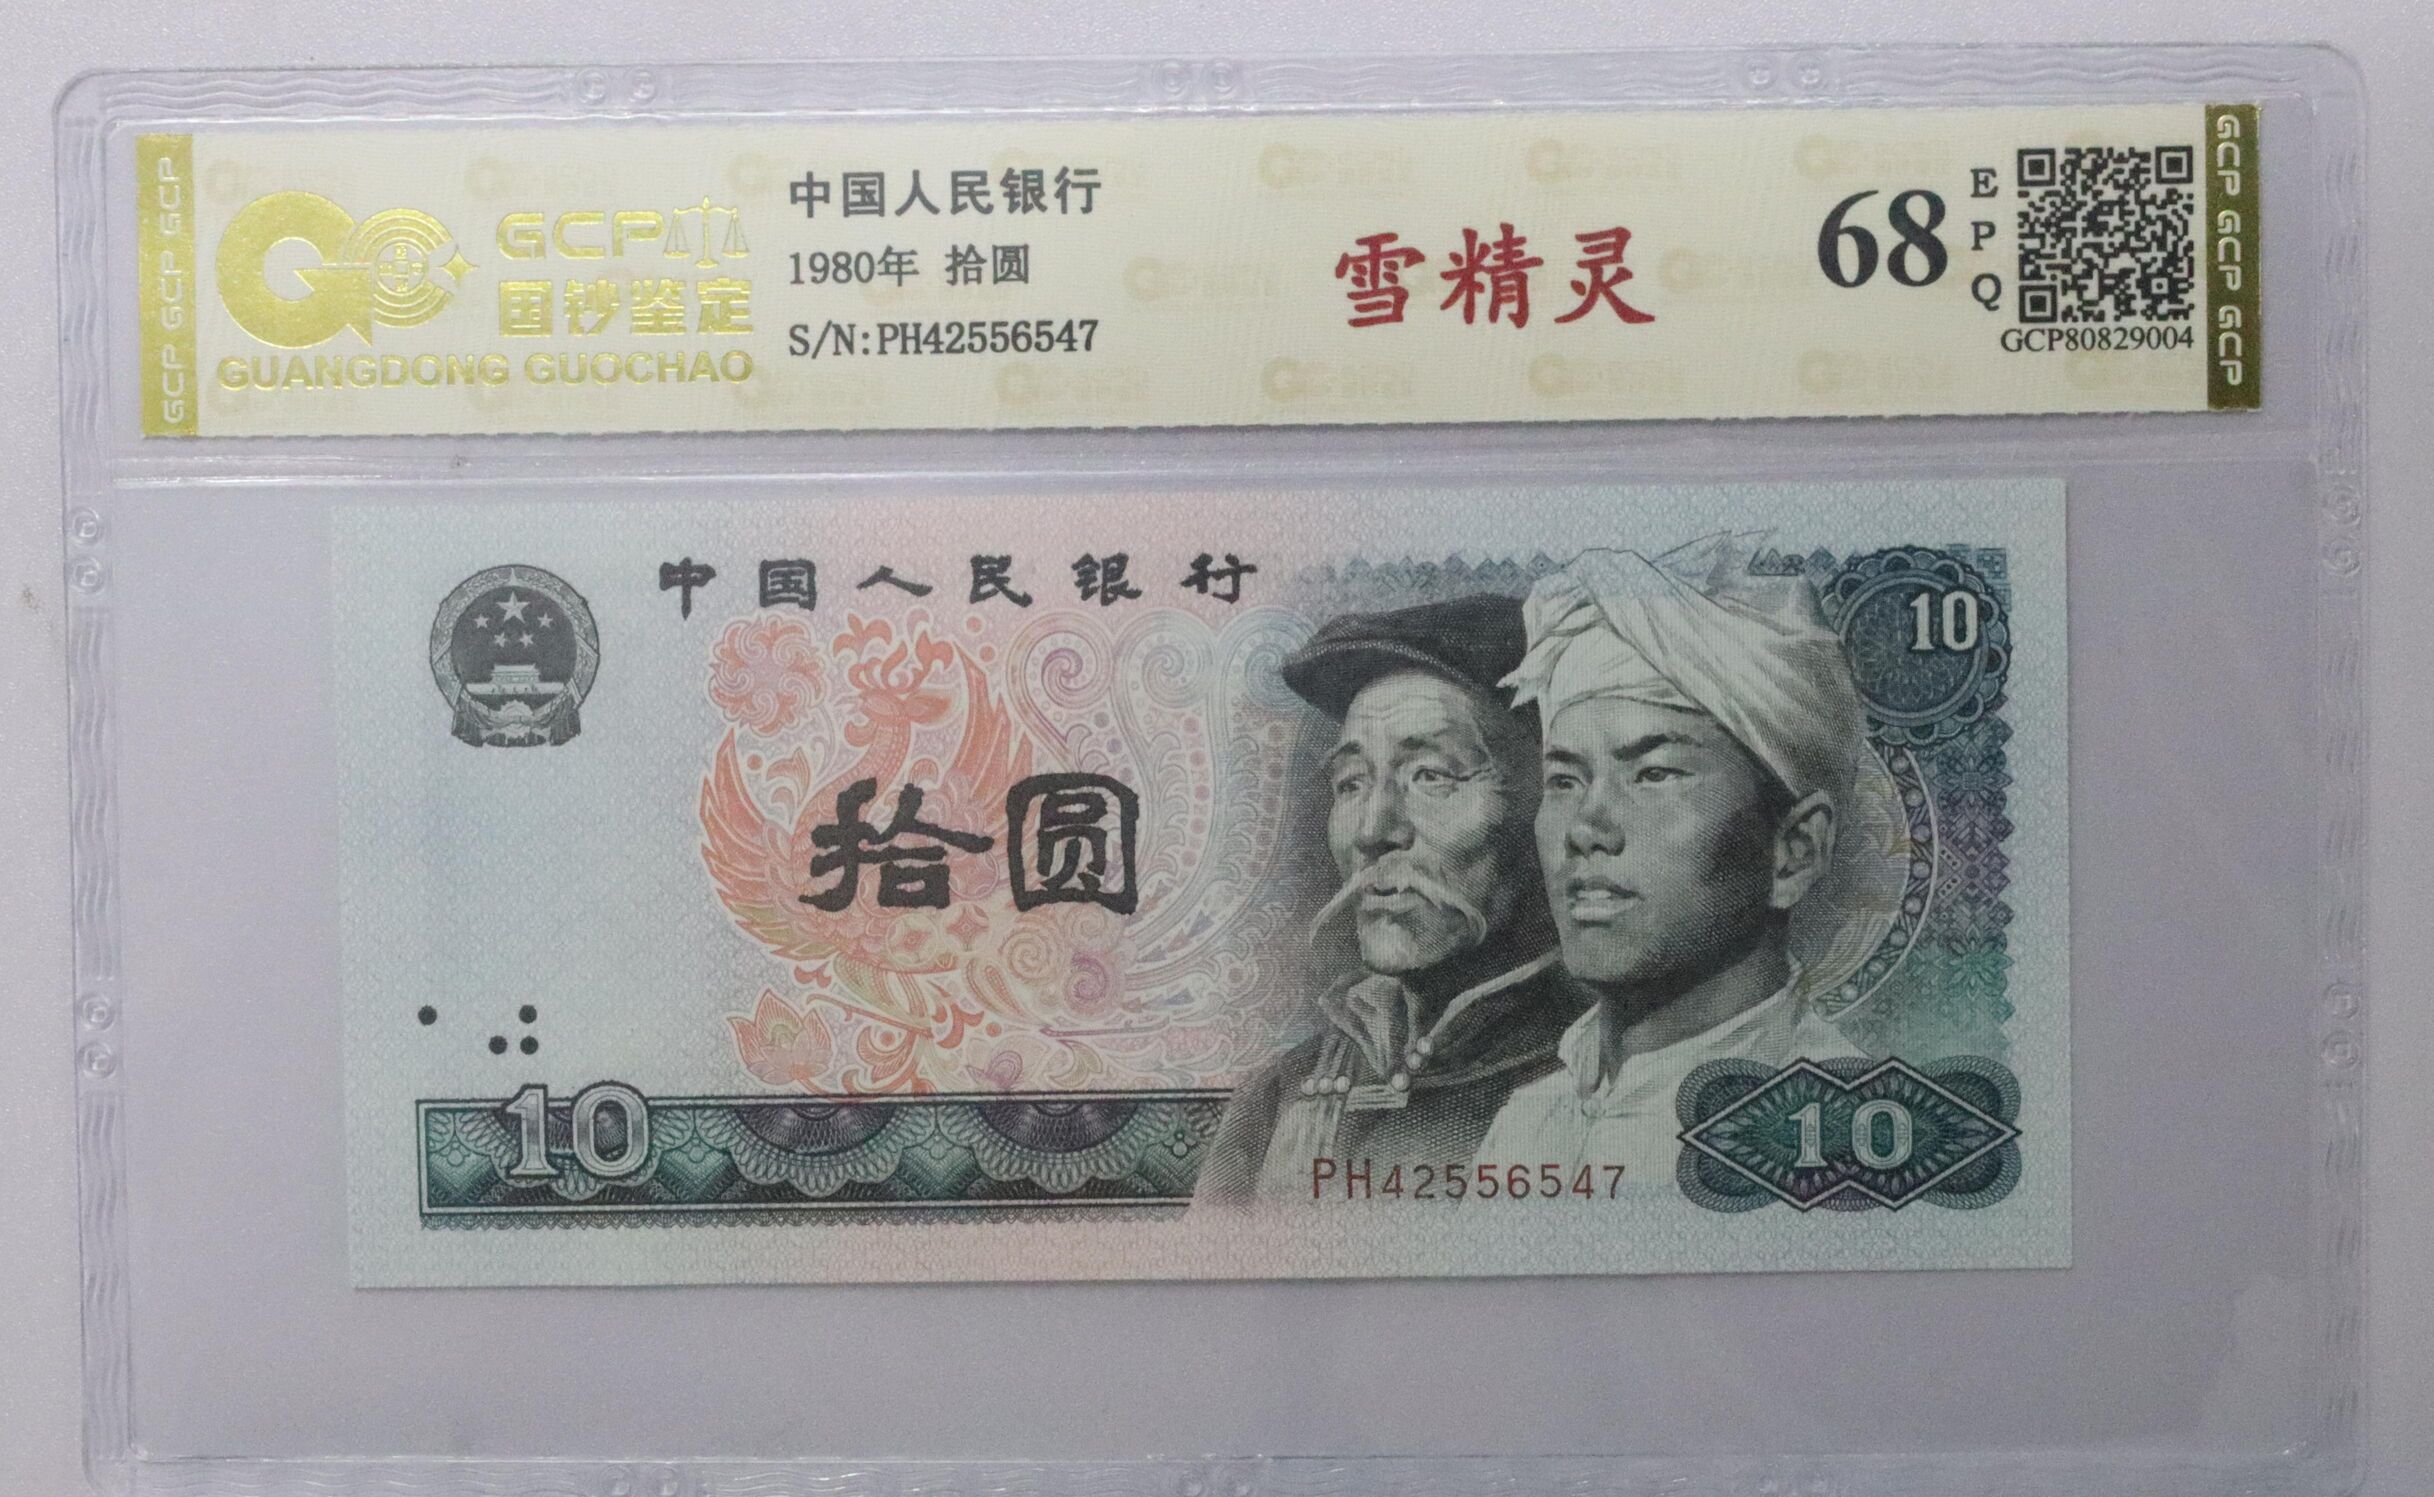 GCP GCP GCP
GCP
国钞鉴定
GUANGDONG GUOCHAO
中国人民银行
1980年 拾圆
S/N:PH42556547
雪精灵
68
EPQ
GCP80829004
GCP GCP GCP
中国人民银行
10
拾圆
10
PH42556547
10